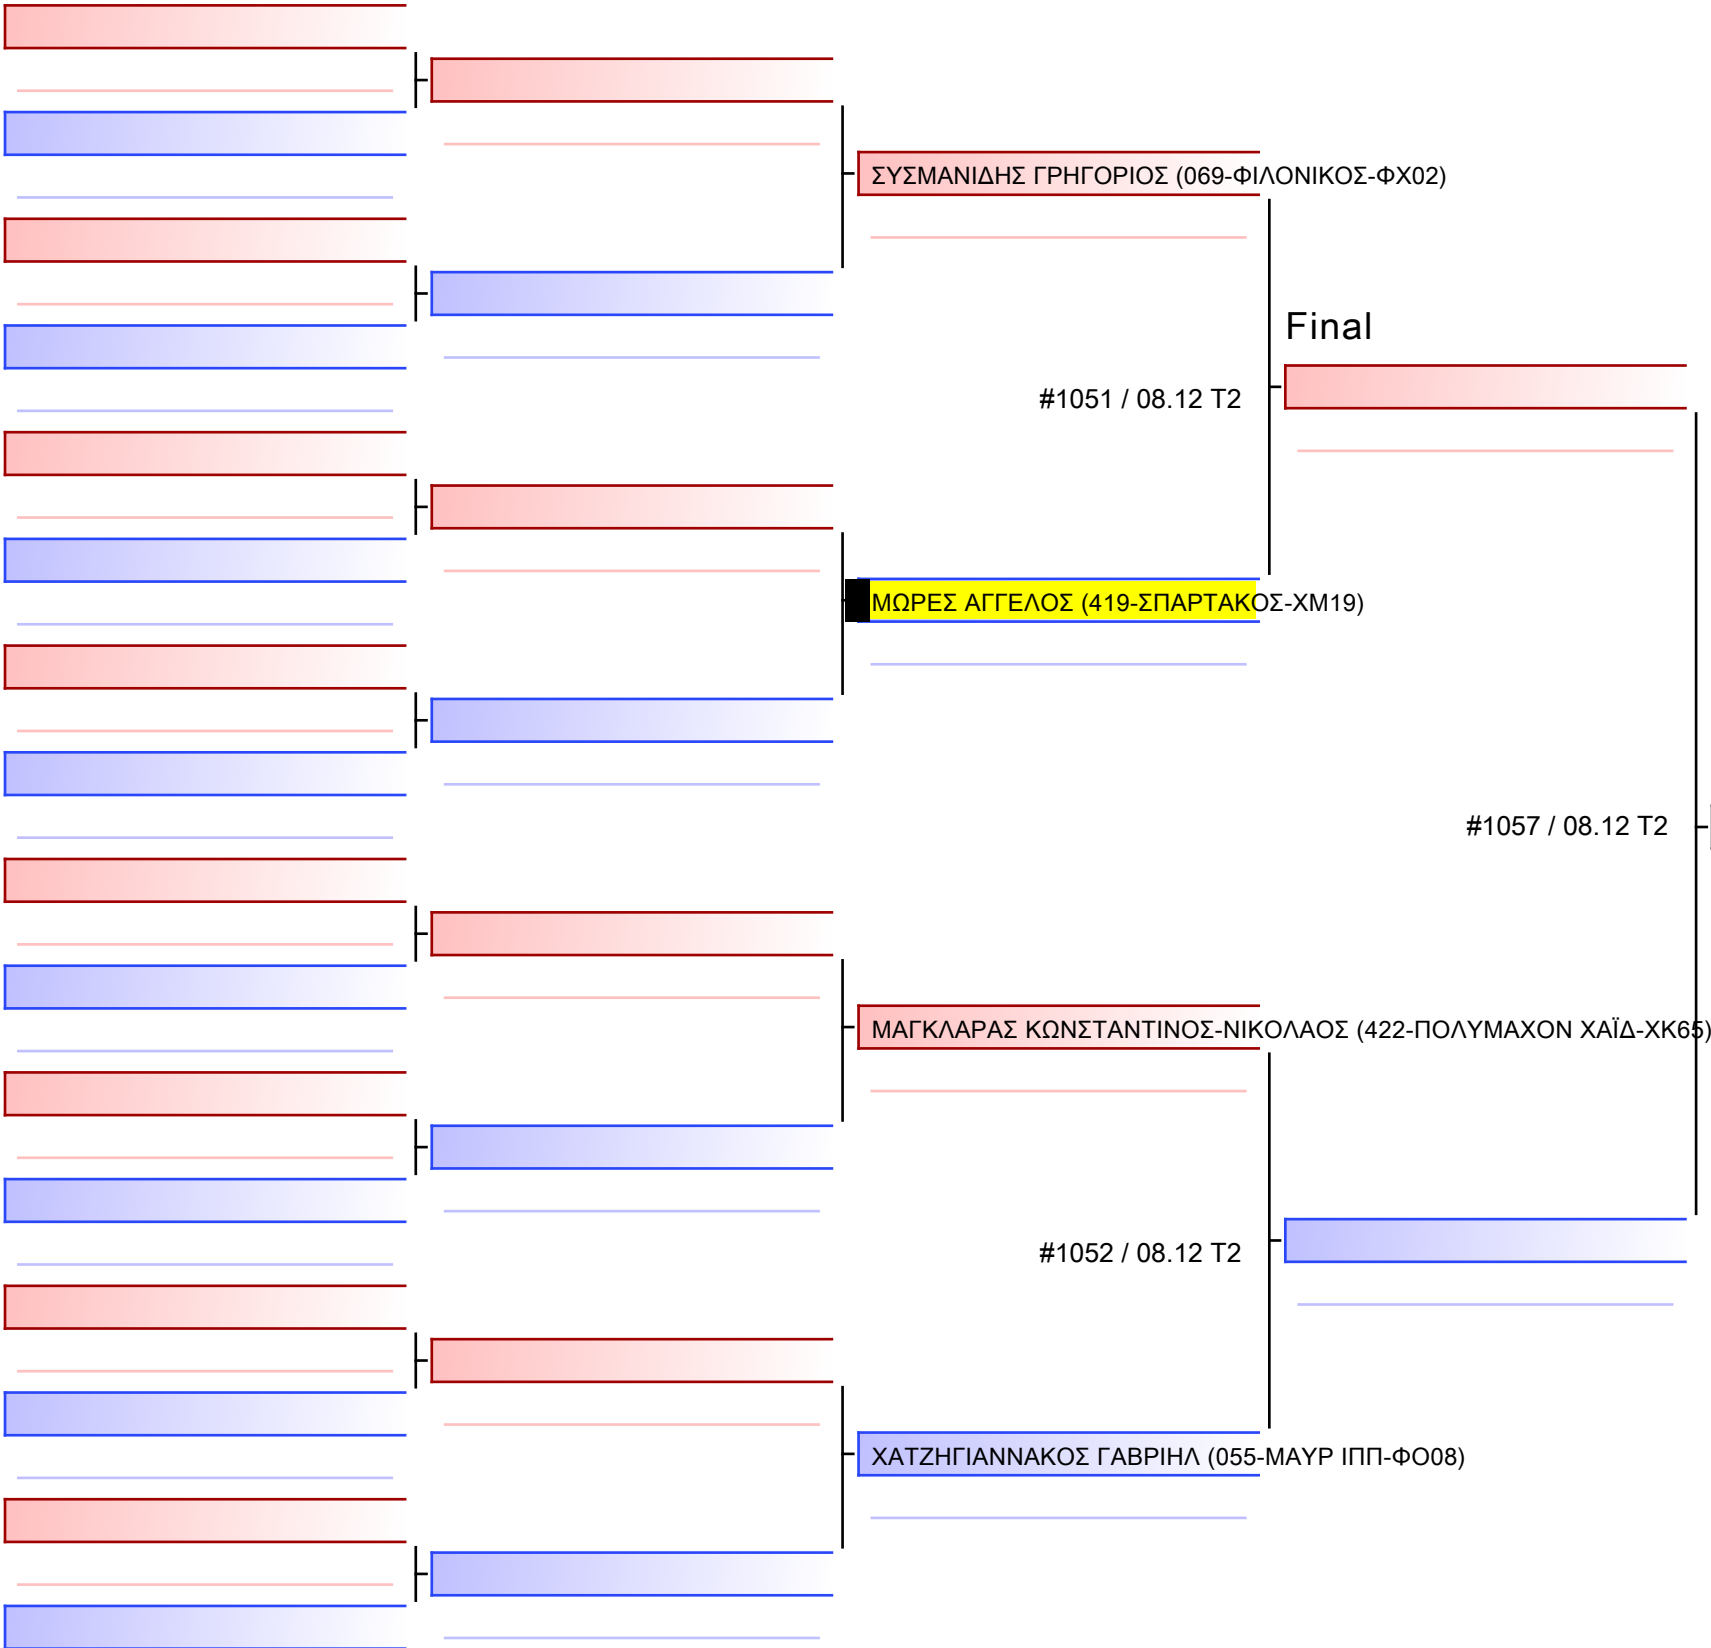 ΣΥΣΜΑΝΙΔΗΣ ΓΡΗΓΟΡΙΟΣ (069-ΦΙΛΟΝΙΚΟΣ-ΦΧ02)
Final
#1051 / 08.12 T2
ΜΩΡΕΣ ΑΓΓΕΛΟΣ (419-ΣΠΑΡΤΑΚΟΣ-ΧΜ19)
#1057 / 08.12 T2
ΜΑΓΚΛΑΡΑΣ ΚΩΝΣΤΑΝΤΙΝΟΣ-ΝΙΚΟΛΑΟΣ (422-ΠΟΛΥΜΑΧΟΝ ΧΑΪΔ-ΧΚ65)
#1052 / 08.12 T2
ΧΑΤΖΗΓΙΑΝΝΑΚΟΣ ΓΑΒΡΙΗΛ (055-ΜΑΥΡ ΙΠΠ-ΦΟ08)